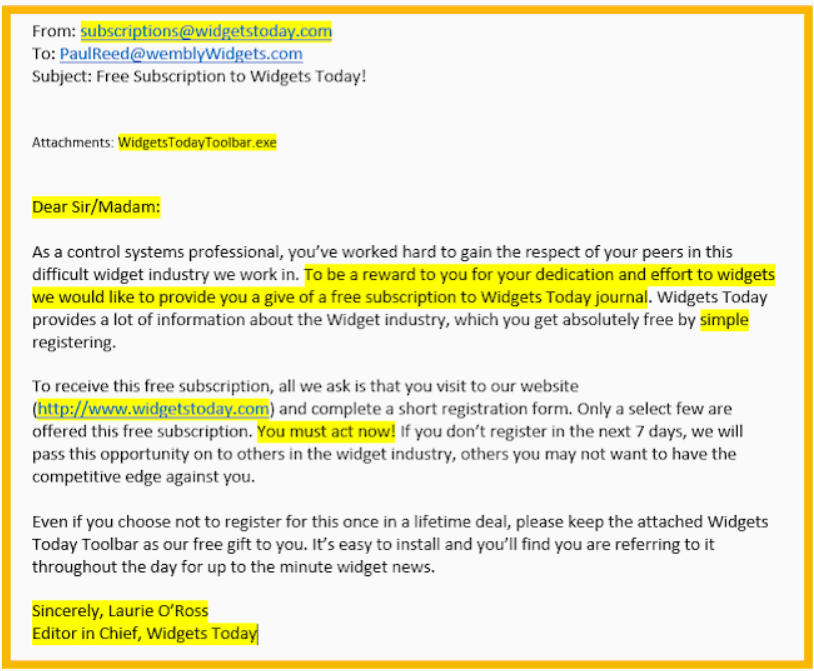 From: subscriptions@widgetstoday.com
To: PaulReed@wemblyWidgets.com
Subject: Free Subscription to Widgets Today!
Attachments: WidgetsTodayToolbar.exe
Dear Sir/Madam:
As a control systems professional, you've worked hard to gain the respect of your peers in this
difficult widget industry we work in. To be a reward to you for your dedication and effort to widgets
we would like to provide you a give of a free subscription to Widgets Today journal. Widgets Today
provides a lot of information about the Widget industry, which you get absolutely free by simple
registering.
To receive this free subscription, all we ask is that you visit to our website
(http://www.widgetstoday.com) and complete a short registration form. Only a select few are
offered this free subscription. You must act now! If you don't register in the next 7 days, we will
pass this opportunity on to others in the widget industry, others you may not want to have the
competitive edge against you.
Even if you choose not to register for this once in a lifetime deal, please keep the attached Widgets
Today Toolbar as our free gift to you. It's easy to install and you'll find you are referring to it
throughout the day for up to the minute widget news.
Sincerely, Laurie O'Ross
Editor in Chief, Widgets Today